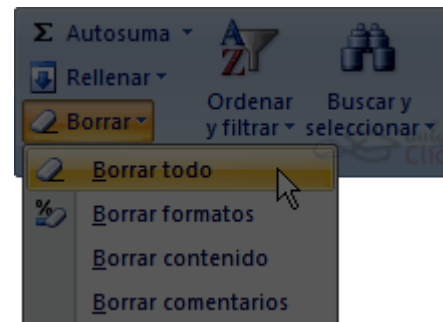 Σ Autosuma
Rellenar
Borrar
Ordenar y filtrar
Buscar y seleccionar
Borrar todo
Borrar formatos
Borrar contenido
Borrar comentarios